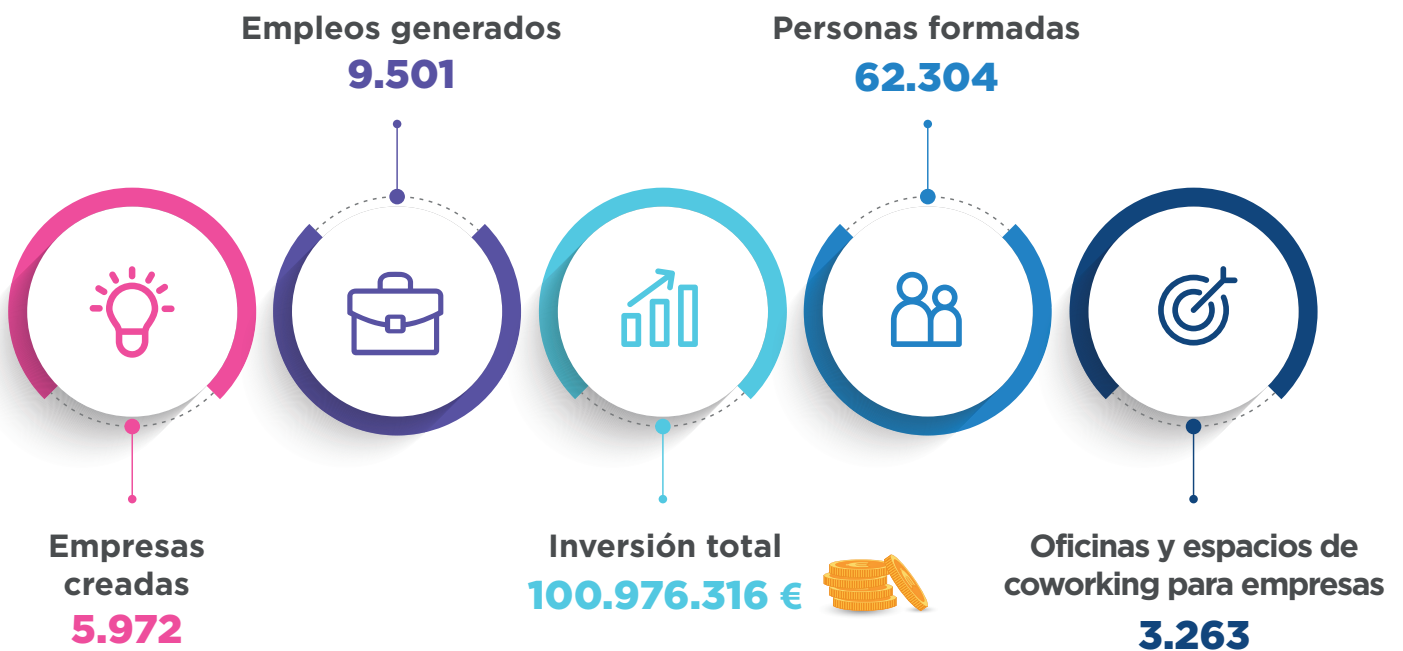 Empleos generados
9.501
Personas formadas
62.304
Empresas
creadas
5.972
Inversión total
100.976.316 €
Oficinas y espacios de
coworking para empresas
3.263